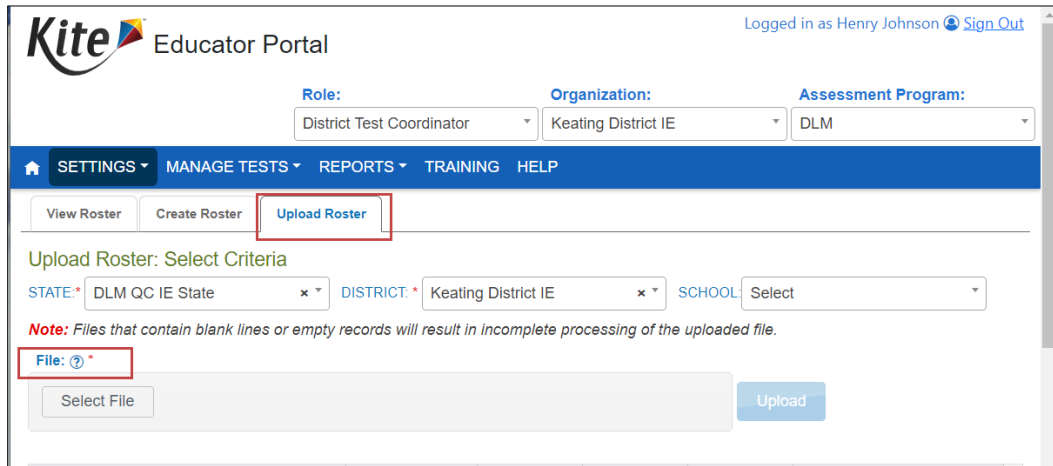 Kite Educator Portal
Logged in as Henry Johnson Sign Out
Role: Organization: Assessment Program:
District Test Coordinator Keating District IE DLM
SETTINGS MANAGE TESTS REPORTS TRAINING HELP
View Roster Create Roster Upload Roster
Upload Roster: Select Criteria
STATE:* DLM QC IE State × DISTRICT: * Keating District IE × SCHOOL: Select
Note: Files that contain blank lines or empty records will result in incomplete processing of the uploaded file.
File: ? *
Select File Upload